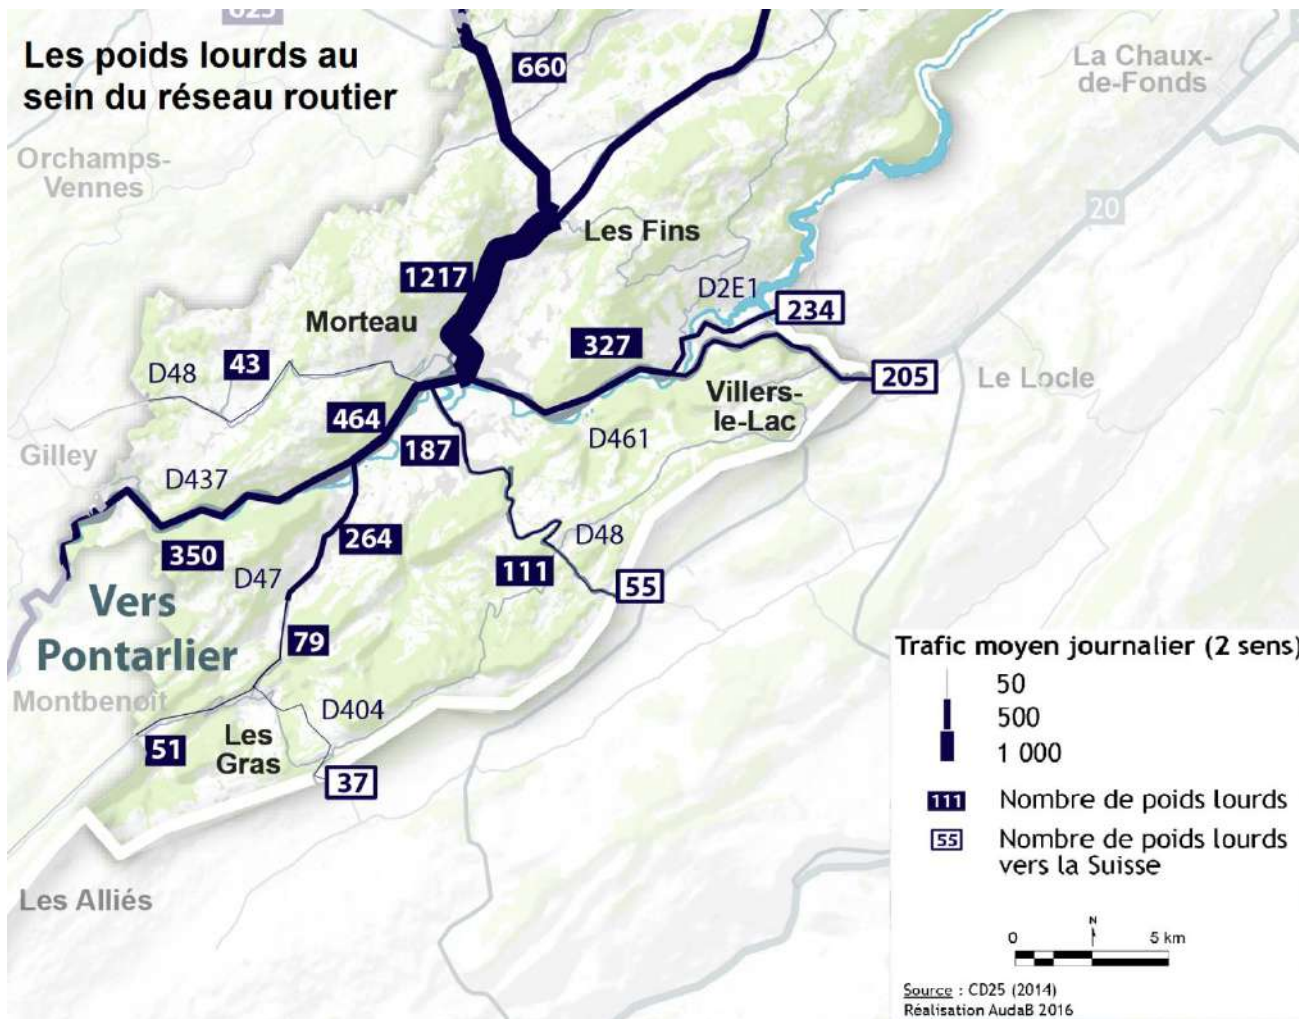 Les poids lourds au
sein du réseau routier
660
La Chaux-
de-Fonds
Orchamps-
Vennes
20
Les Fins
1217
D2E1
Morteau
234
327
43
D48
205
Le Locle
Villers-
le-Lac
464
D461
187
Gilley
D437
264
D48
350
111
D47
55
Vers
Pontarlier
79
Montbenoît
D404
51
Les
Gras
37
Les Alliés
Trafic moyen journalier (2 sens)
50
500
1 000
111 Nombre de poids lourds
55 Nombre de poids lourds
vers la Suisse
N
0 5 km
Source : CD25 (2014)
Réalisation AudaB 2016